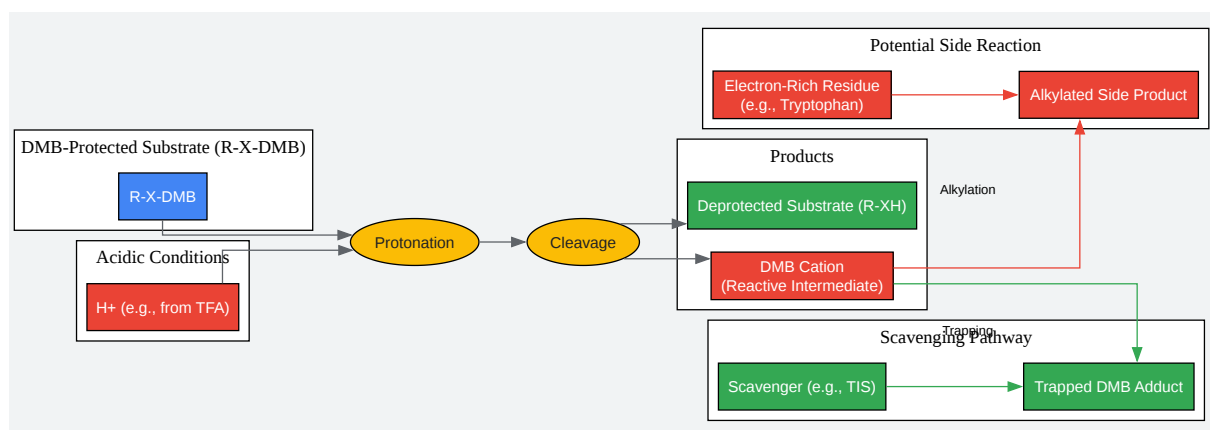 Potential Side Reaction
Electron-Rich Residue
(e.g., Tryptophan)
Alkylated Side Product
DMB-Protected Substrate (R-X-DMB)
R-X-DMB
Products
Deprotected Substrate (R-XH)
Alkylation
Protonation
Cleavage
Acidic Conditions
H+ (e.g., from TFA)
DMB Cation
(Reactive Intermediate)
Trapping
Scavenging Pathway
Scavenger (e.g., TIS)
Trapped DMB Adduct